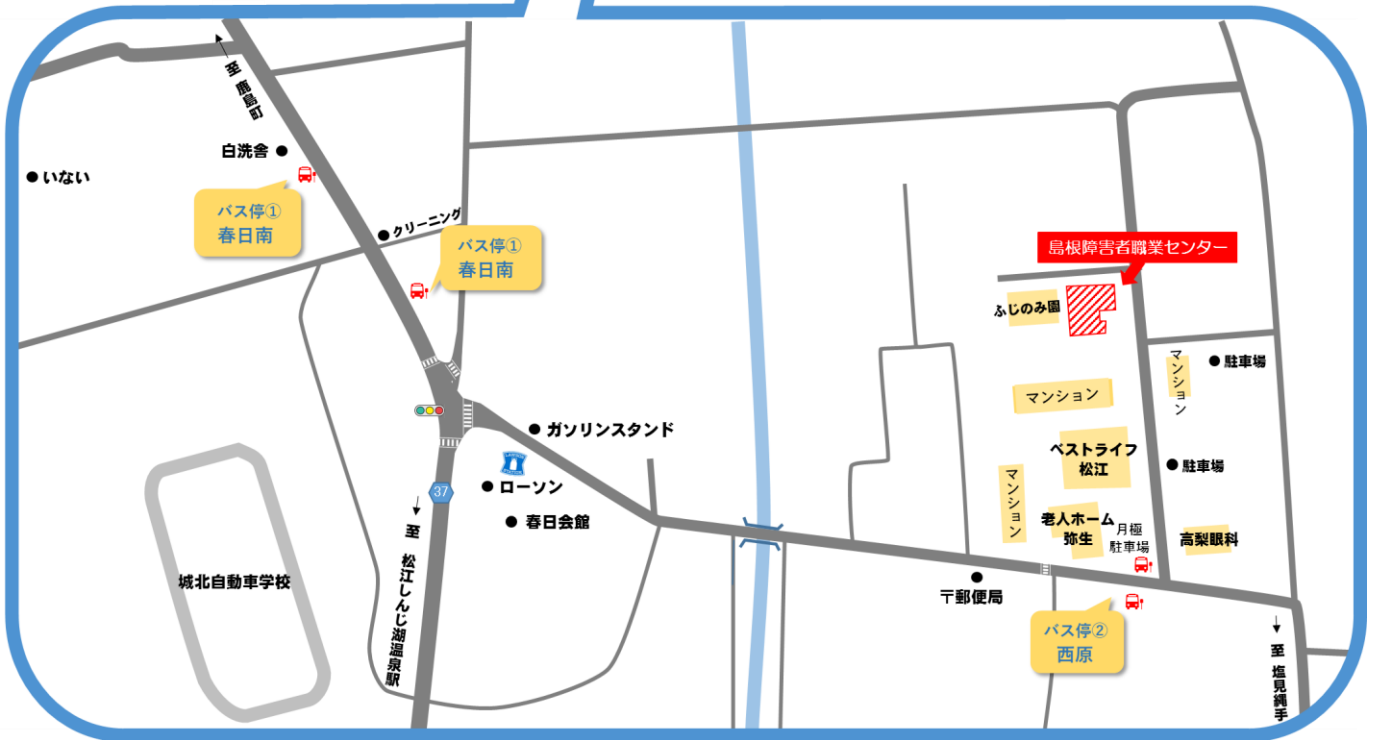 至 鹿島町
白洗舎
いない
バス停①
春日南
クリーニング
バス停①
春日南
島根障害者職業センター
ふじのみ園
マンション
駐車場
マンション
ガソリンスタンド
ベストライフ
松江
駐車場
ローソン
37
春日会館
マンション
老人ホーム
弥生
月極
駐車場
高梨眼科
至 松江しんじ湖温泉駅
城北自動車学校
〒郵便局
バス停②
西原
至 塩見縄手